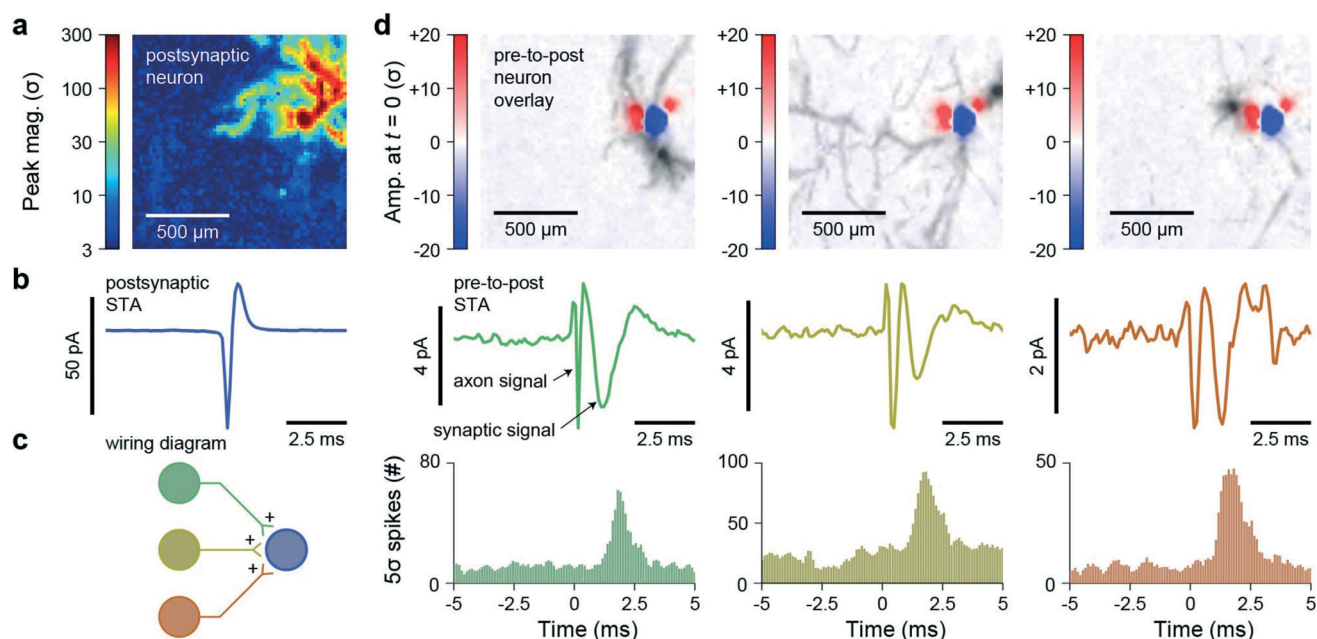 a
Peak mag. (σ)
300
100
30
10
3
postsynaptic
neuron
500 µm
d
Amp. at t = 0 (σ)
+20
+10
0
-10
-20
pre-to-post
neuron
overlay
500 µm
+20
+10
0
-10
-20
500 µm
+20
+10
0
-10
-20
500 µm
b
postsynaptic
STA
50 pA
2.5 ms
pre-to-post
STA
4 pA
axon signal
synaptic signal
2.5 ms
4 pA
2.5 ms
2 pA
2.5 ms
c
wiring diagram
+
+
+
5σ spikes (#)
80
0
-5
-2.5
0
2.5
5
Time (ms)
100
50
0
-5
-2.5
0
2.5
5
Time (ms)
50
0
-5
-2.5
0
2.5
5
Time (ms)